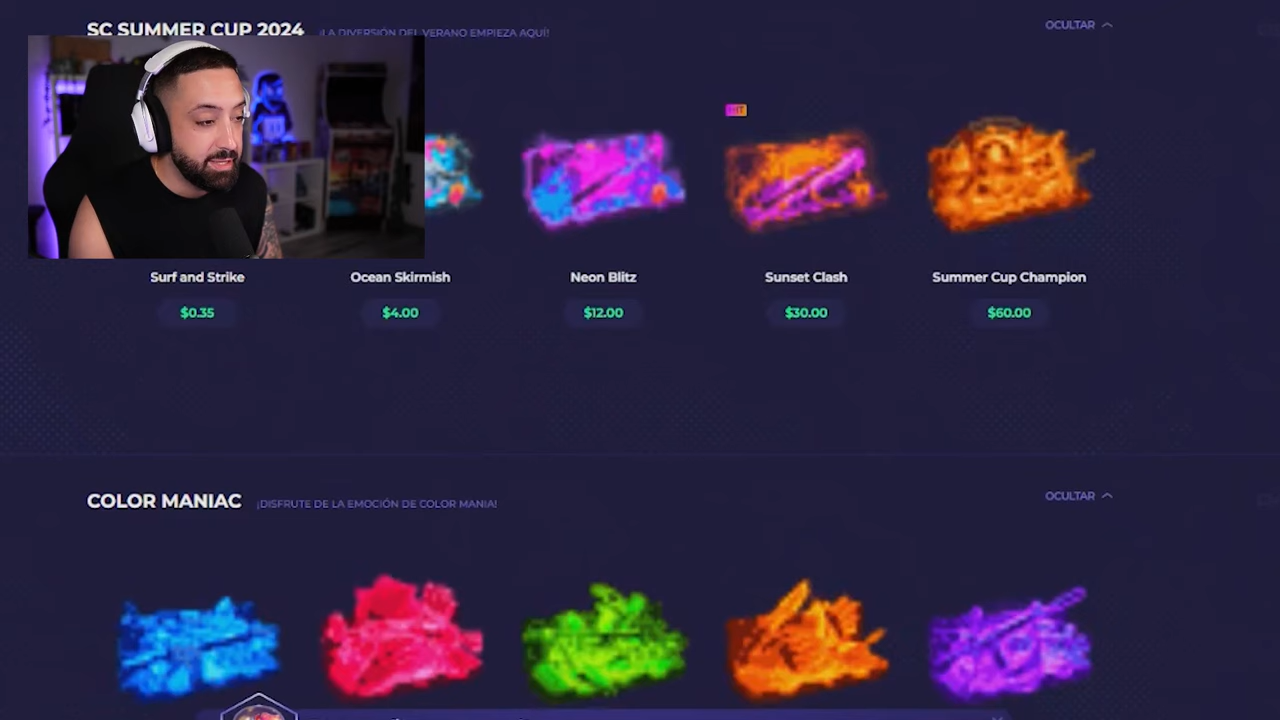 SC SUMMER CUP 2024 ¡LA DIVERSIÓN DEL VERANO EMPIEZA AQUÍ!
OCULTAR
HIT
Surf and Strike
Ocean Skirmish
Neon Blitz
Sunset Clash
Summer Cup Champion
$0.35
$4.00
$12.00
$30.00
$60.00
COLOR MANIAC ¡DISFRUTE DE LA EMOCIÓN DE COLOR MANIA!
OCULTAR